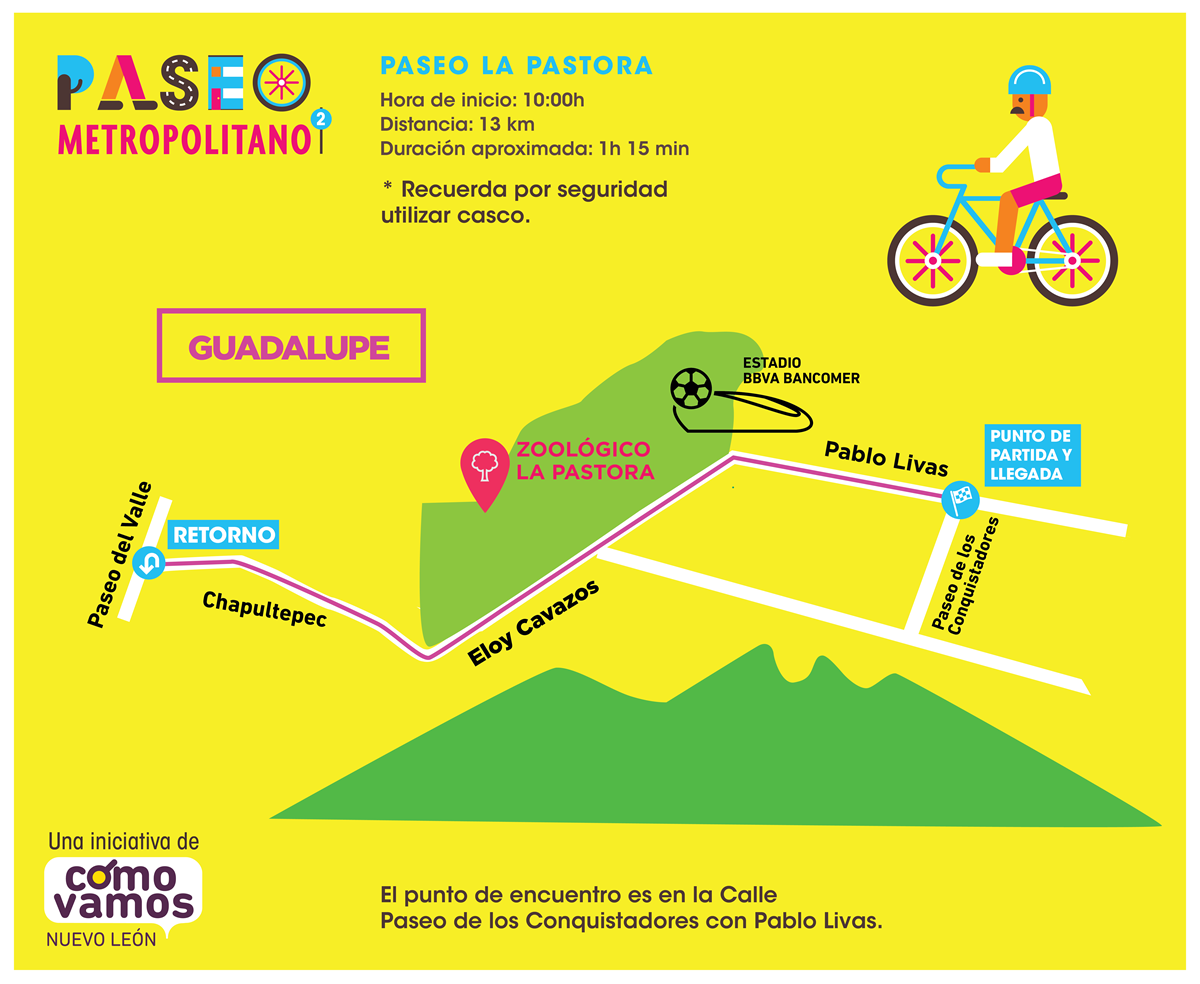 PASEO
METROPOLITANO 2
PASEO LA PASTORA
Hora de inicio: 10:00h
Distancia: 13 km
Duración aproximada: 1h 15 min
* Recuerda por seguridad
utilizar casco.
GUADALUPE
ESTADIO
BBVA BANCOMER
ZOOLÓGICO
LA PASTORA
Pablo Livas
PUNTO DE
PARTIDA Y
LLEGADA
Paseo del Valle
RETORNO
Chapultepec
Eloy Cavazos
Paseo de los
Conquistadores
Una iniciativa de
cómo
vamos
NUEVO LEÓN
El punto de encuentro es en la Calle
Paseo de los Conquistadores con Pablo Livas.